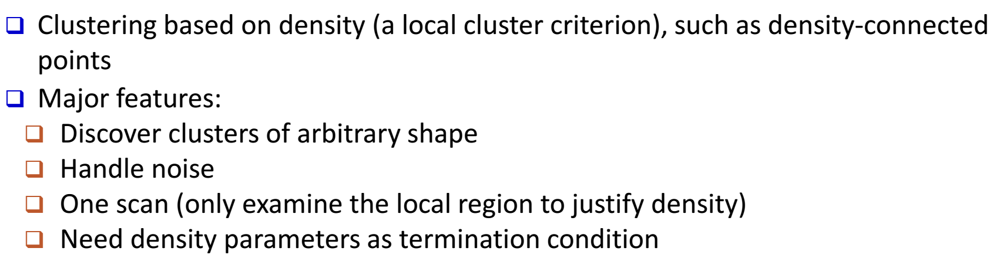 Clustering based on density (a local cluster criterion), such as density-connected
points
Major features:
Discover clusters of arbitrary shape
Handle noise
One scan (only examine the local region to justify density)
Need density parameters as termination condition